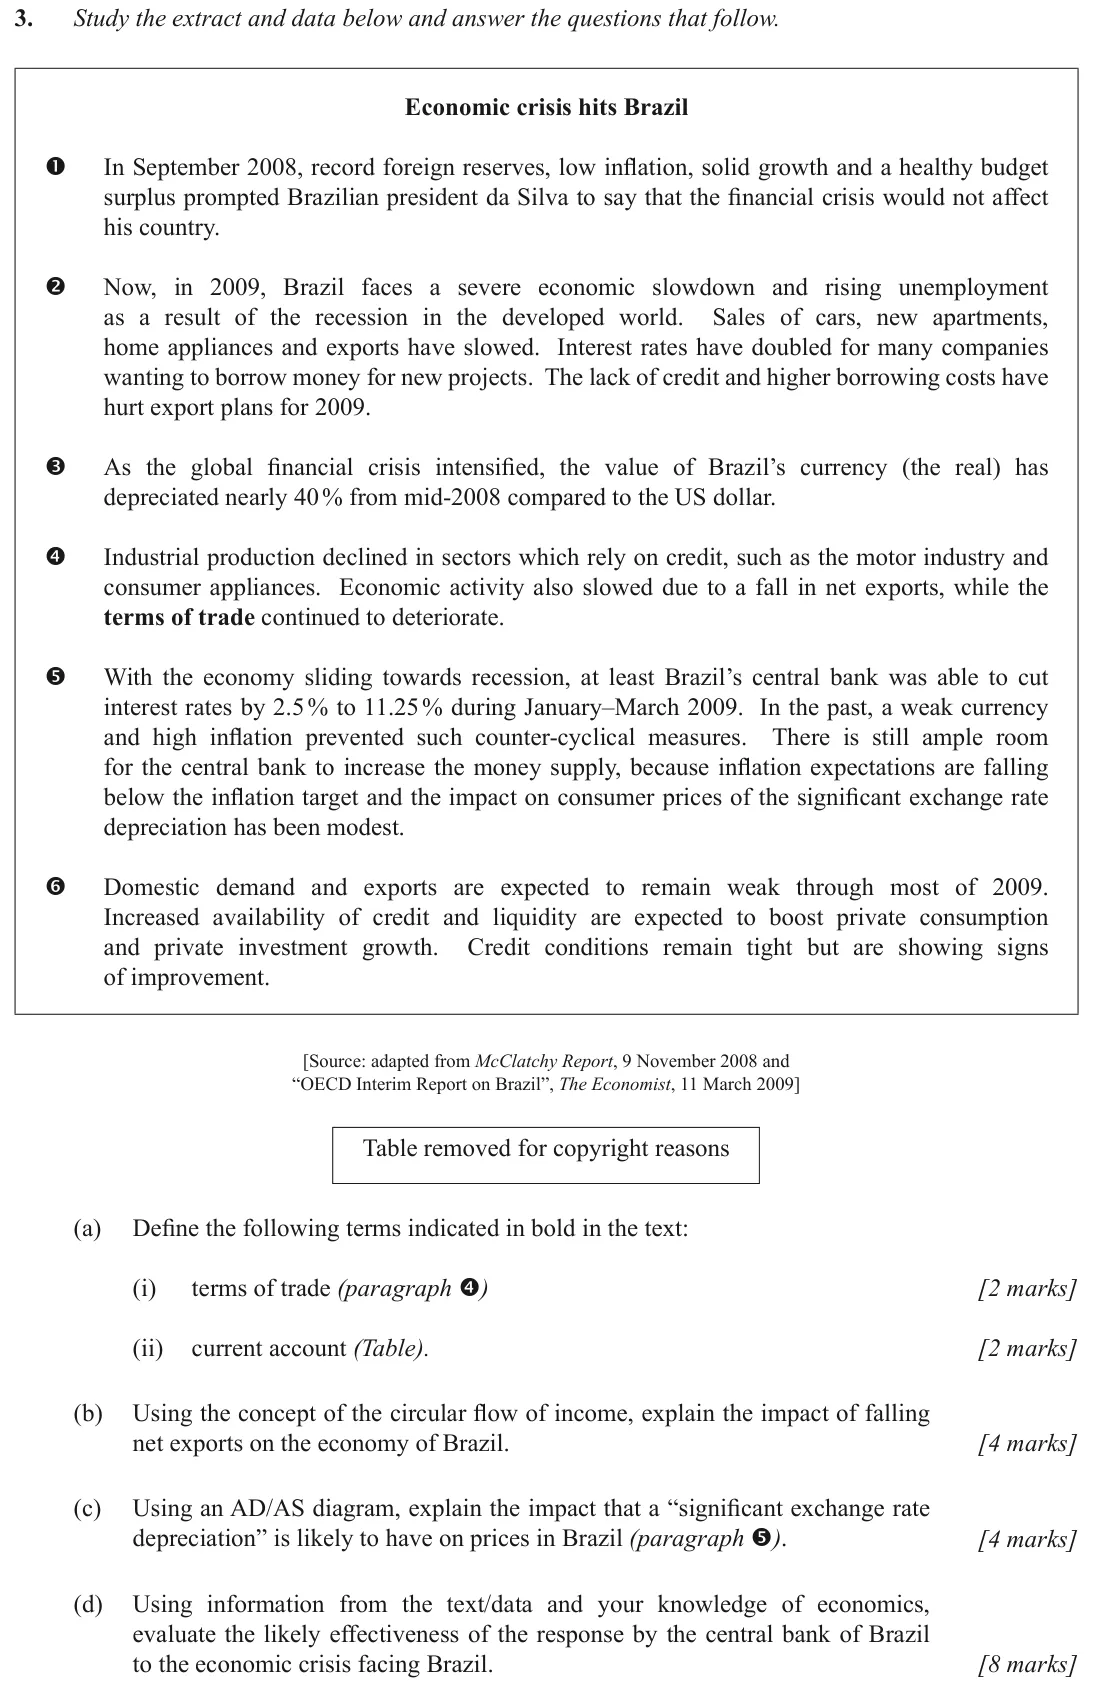 3. Study the extract and data below and answer the questions that follow.
Economic crisis hits Brazil
❶ In September 2008, record foreign reserves, low inflation, solid growth and a healthy budget
surplus prompted Brazilian president da Silva to say that the financial crisis would not affect
his country.
❷ Now, in 2009, Brazil faces a severe economic slowdown and rising unemployment
as a result of the recession in the developed world. Sales of cars, new apartments,
home appliances and exports have slowed. Interest rates have doubled for many companies
wanting to borrow money for new projects. The lack of credit and higher borrowing costs have
hurt export plans for 2009.
❸ As the global financial crisis intensified, the value of Brazil’s currency (the real) has
depreciated nearly 40% from mid-2008 compared to the US dollar.
❹ Industrial production declined in sectors which rely on credit, such as the motor industry and
consumer appliances. Economic activity also slowed due to a fall in net exports, while the
terms of trade continued to deteriorate.
❺ With the economy sliding towards recession, at least Brazil’s central bank was able to cut
interest rates by 2.5% to 11.25% during January–March 2009. In the past, a weak currency
and high inflation prevented such counter-cyclical measures. There is still ample room
for the central bank to increase the money supply, because inflation expectations are falling
below the inflation target and the impact on consumer prices of the significant exchange rate
depreciation has been modest.
❻ Domestic demand and exports are expected to remain weak through most of 2009.
Increased availability of credit and liquidity are expected to boost private consumption
and private investment growth. Credit conditions remain tight but are showing signs
of improvement.
[Source: adapted from McClatchy Report, 9 November 2008 and
“OECD Interim Report on Brazil”, The Economist, 11 March 2009]
Table removed for copyright reasons
(a) Define the following terms indicated in bold in the text:
(i) terms of trade (paragraph ❹) [2 marks]
(ii) current account (Table). [2 marks]
(b) Using the concept of the circular flow of income, explain the impact of falling
net exports on the economy of Brazil. [4 marks]
(c) Using an AD/AS diagram, explain the impact that a “significant exchange rate
depreciation” is likely to have on prices in Brazil (paragraph ❺). [4 marks]
(d) Using information from the text/data and your knowledge of economics,
evaluate the likely effectiveness of the response by the central bank of Brazil
to the economic crisis facing Brazil. [8 marks]